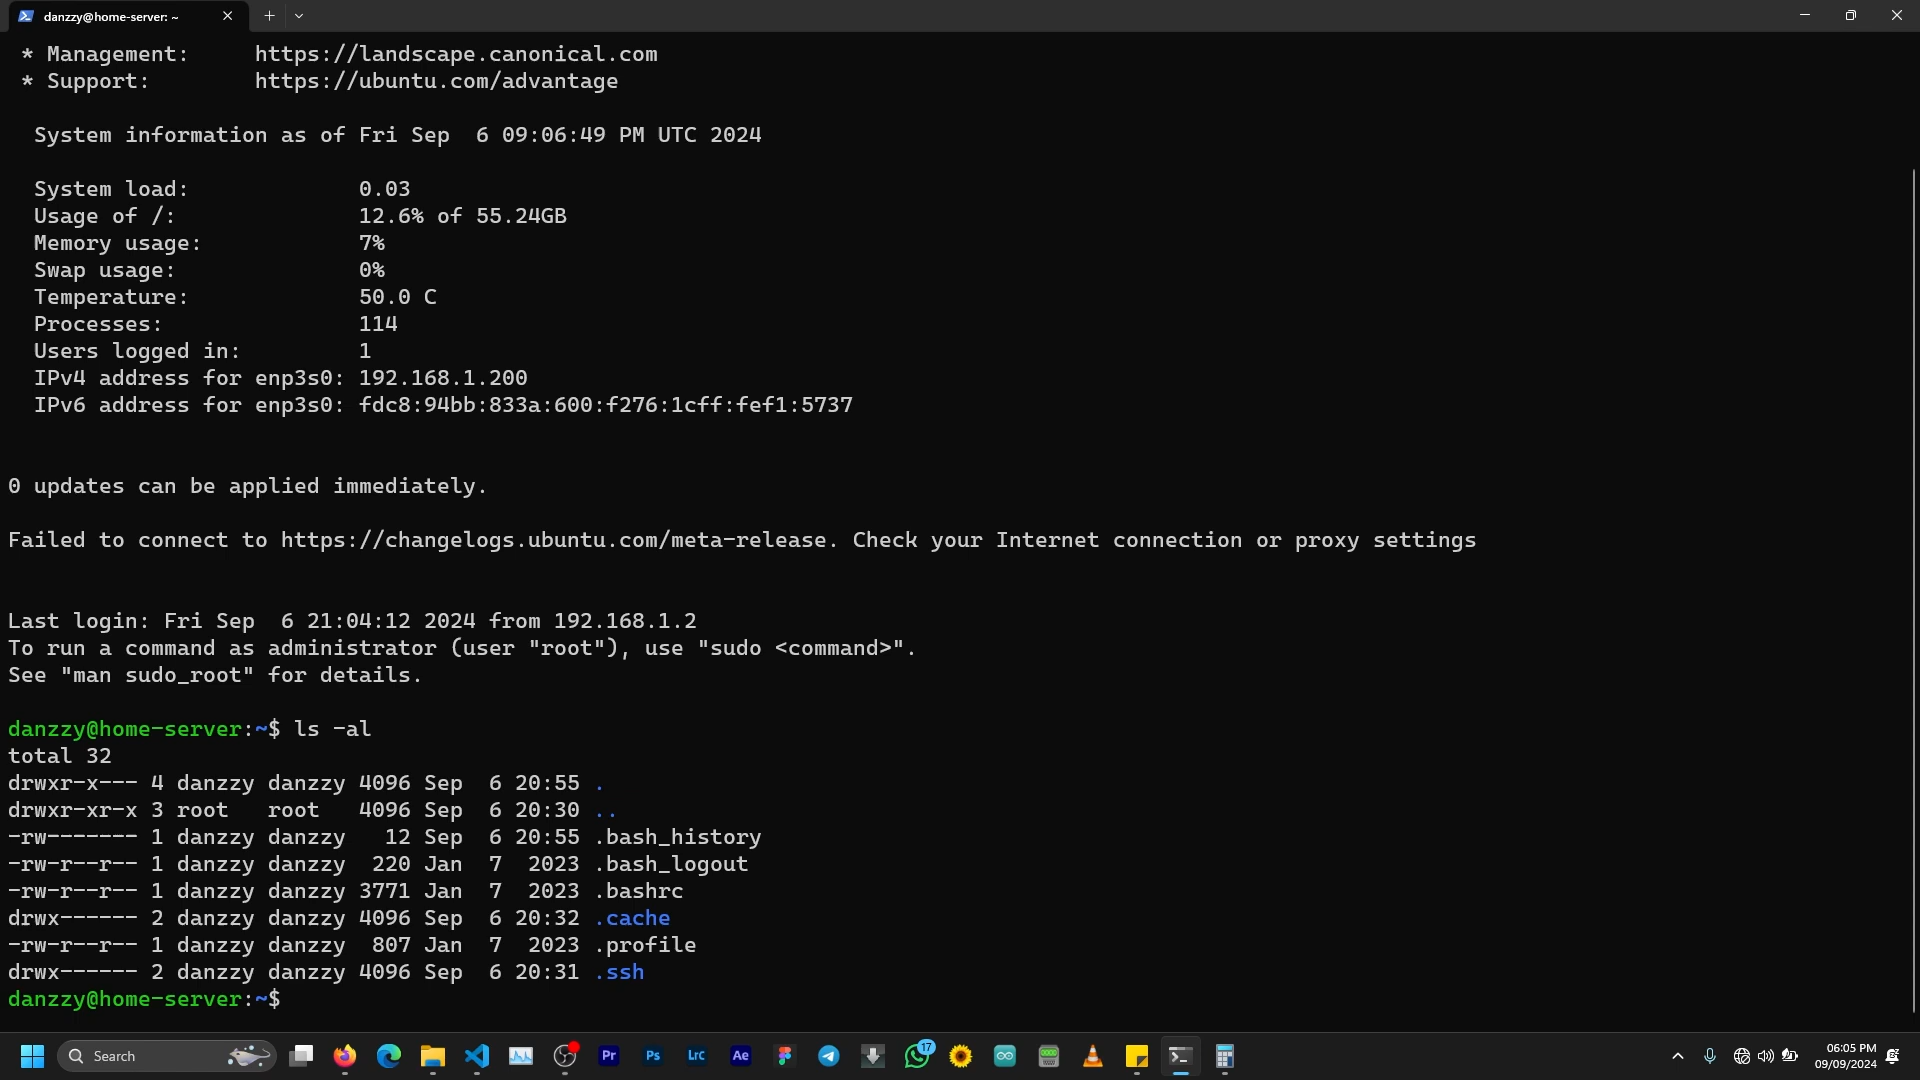 danzzy@home-server: ~
* Management:     https://landscape.canonical.com
* Support:        https://ubuntu.com/advantage
System information as of Fri Sep  6 09:06:49 PM UTC 2024
System load:             0.03
Usage of /:              12.6% of 55.24GB
Memory usage:            7%
Swap usage:              0%
Temperature:             50.0 C
Processes:               114
Users logged in:         1
IPv4 address for enp3s0: 192.168.1.200
IPv6 address for enp3s0: fdc8:94bb:833a:600:f276:1cff:fef1:5737
0 updates can be applied immediately.
Failed to connect to https://changelogs.ubuntu.com/meta-release. Check your Internet connection or proxy settings
Last login: Fri Sep  6 21:04:12 2024 from 192.168.1.2
To run a command as administrator (user "root"), use "sudo <command>".
See "man sudo_root" for details.
danzzy@home-server:~$ ls -al
total 32
drwxr-x--- 4 danzzy danzzy 4096 Sep  6 20:55 .
drwxr-xr-x 3 root   root   4096 Sep  6 20:30 ..
-rw------- 1 danzzy danzzy   12 Sep  6 20:55 .bash_history
-rw-r--r-- 1 danzzy danzzy  220 Jan  7  2023 .bash_logout
-rw-r--r-- 1 danzzy danzzy 3771 Jan  7  2023 .bashrc
drwx------ 2 danzzy danzzy 4096 Sep  6 20:32 .cache
-rw-r--r-- 1 danzzy danzzy  807 Jan  7  2023 .profile
drwx------ 2 danzzy danzzy 4096 Sep  6 20:31 .ssh
danzzy@home-server:~$
Search Pr Ps Lrc Ae 17 06:05 PM
09/09/2024